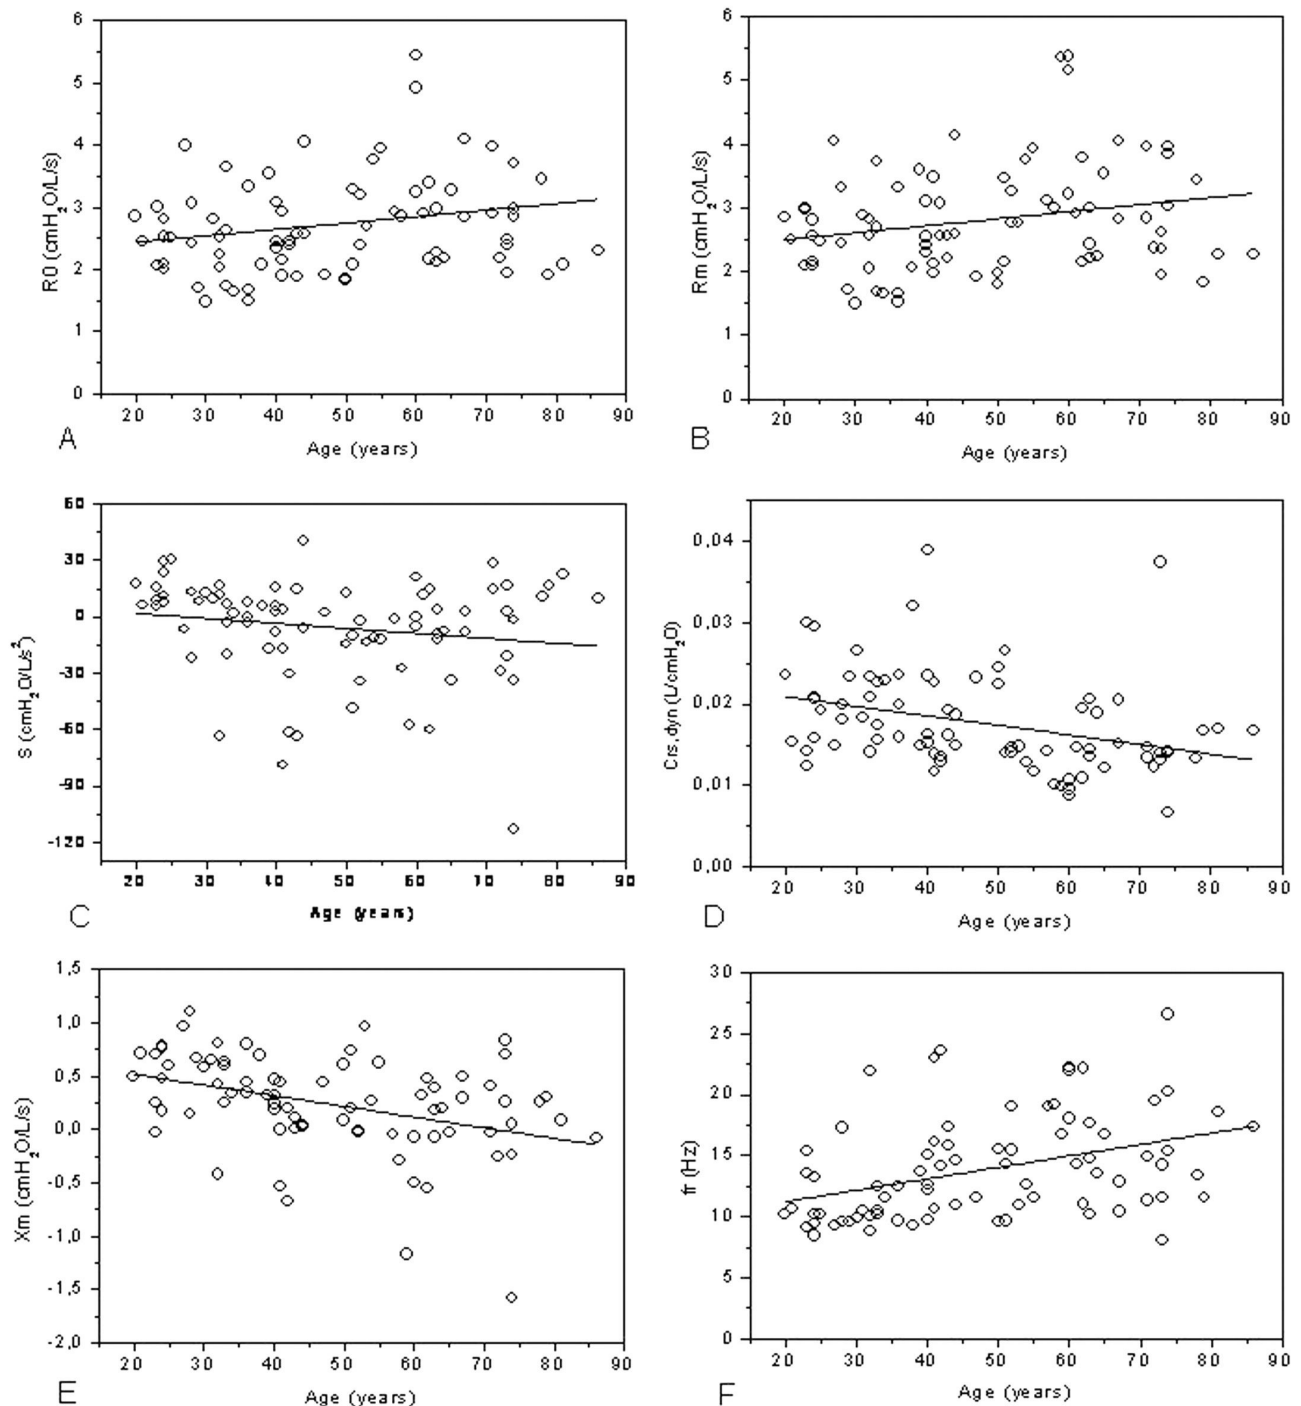 6
5
4
3
2
1
0
R0 (cmH2O/L/s)
20 30 40 50 60 70 80 90
Age (years)
A
6
5
4
3
2
1
0
Rm (cmH2O/L/s)
20 30 40 50 60 70 80 90
Age (years)
B
60
30
0
-30
-60
-90
-120
S (cmH2O/L/s²)
20 30 40 50 60 70 80 90
Age (years)
C
0,04
0,03
0,02
0,01
0,00
Crs,dyn (L/cmH2O)
20 30 40 50 60 70 80 90
Age (years)
D
1,5
1,0
0,5
0,0
-0,5
-1,0
-1,5
-2,0
Xm (cmH2O/L/s)
20 30 40 50 60 70 80 90
Age (years)
E
30
25
20
15
10
5
0
fr (Hz)
20 30 40 50 60 70 80 90
Age (years)
F